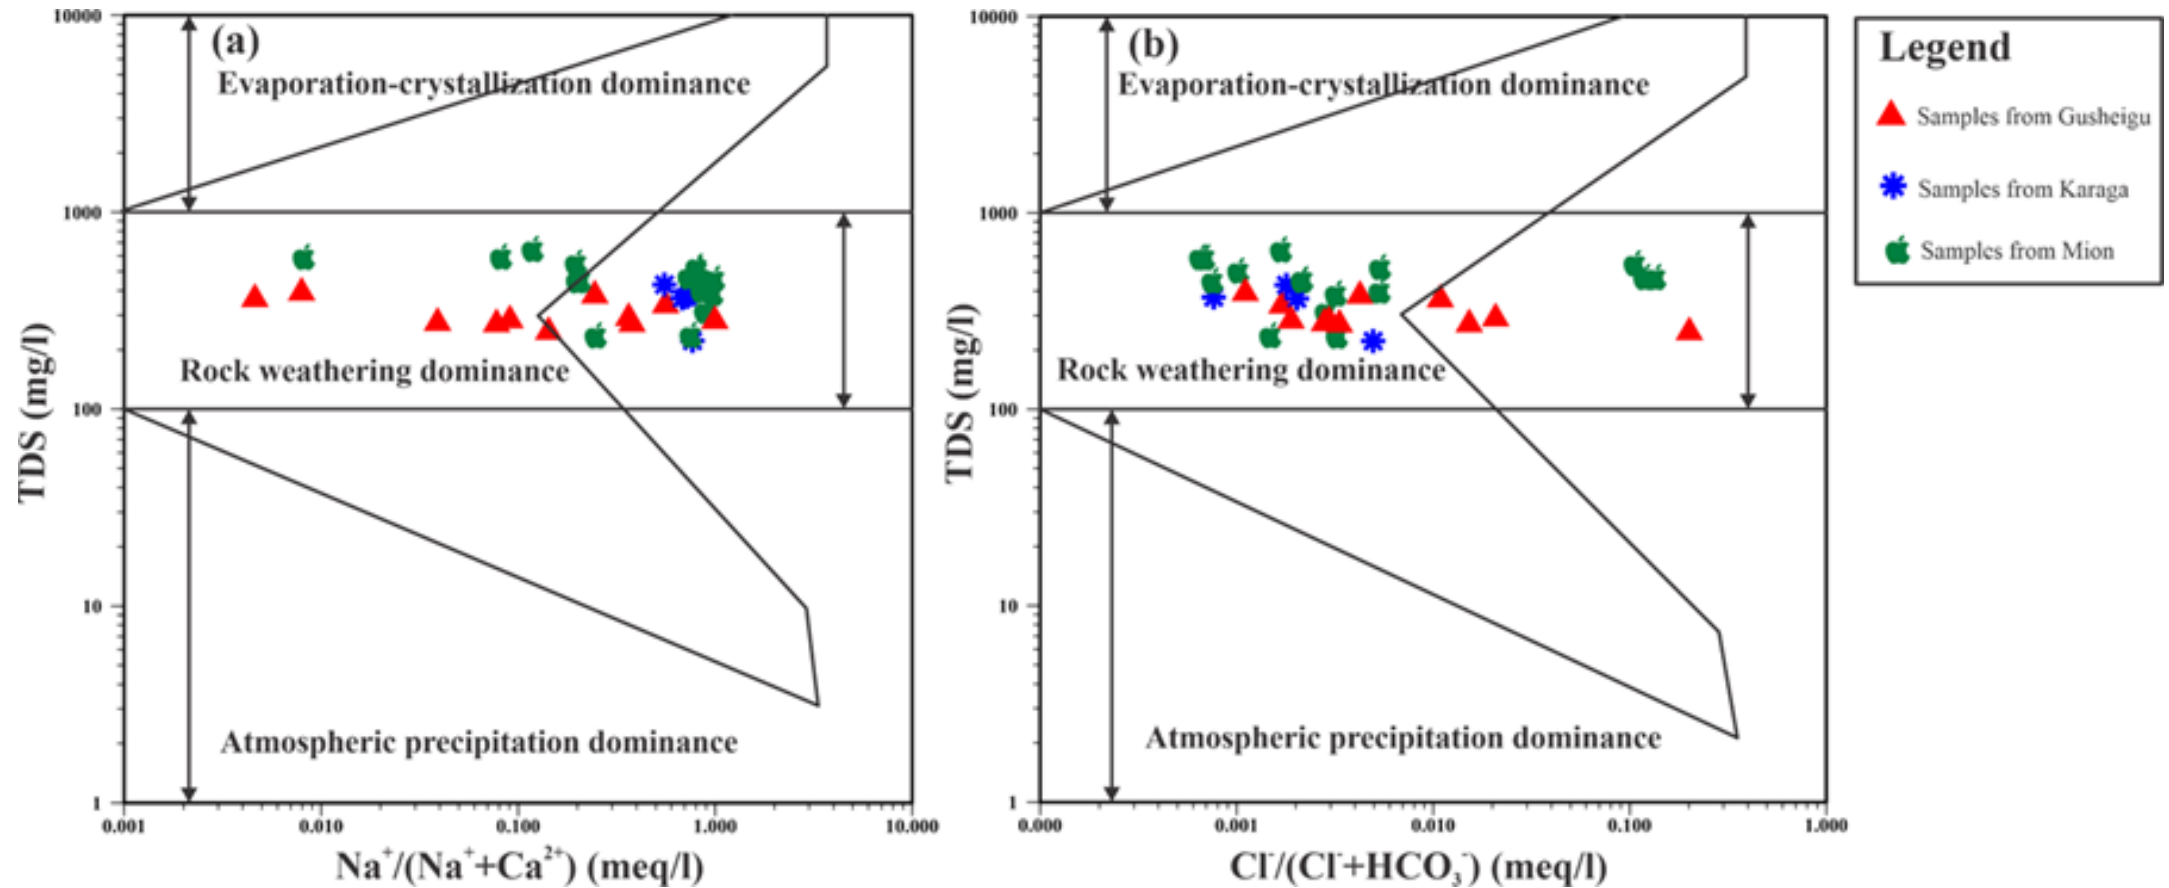 (a)
Evaporation-crystallization dominance
Rock weathering dominance
Atmospheric precipitation dominance
TDS (mg/l)
10000
1000
100
10
1
0.001 0.010 0.100 1.000 10.000
Na⁺/(Na⁺+Ca²⁺) (meq/l)
(b)
Evaporation-crystallization dominance
Rock weathering dominance
Atmospheric precipitation dominance
TDS (mg/l)
10000
1000
100
10
1
0.000 0.001 0.010 0.100 1.000
Cl⁻/(Cl⁻+HCO₃⁻) (meq/l)
Legend
Samples from Gusheigu
Samples from Karaga
Samples from Mion